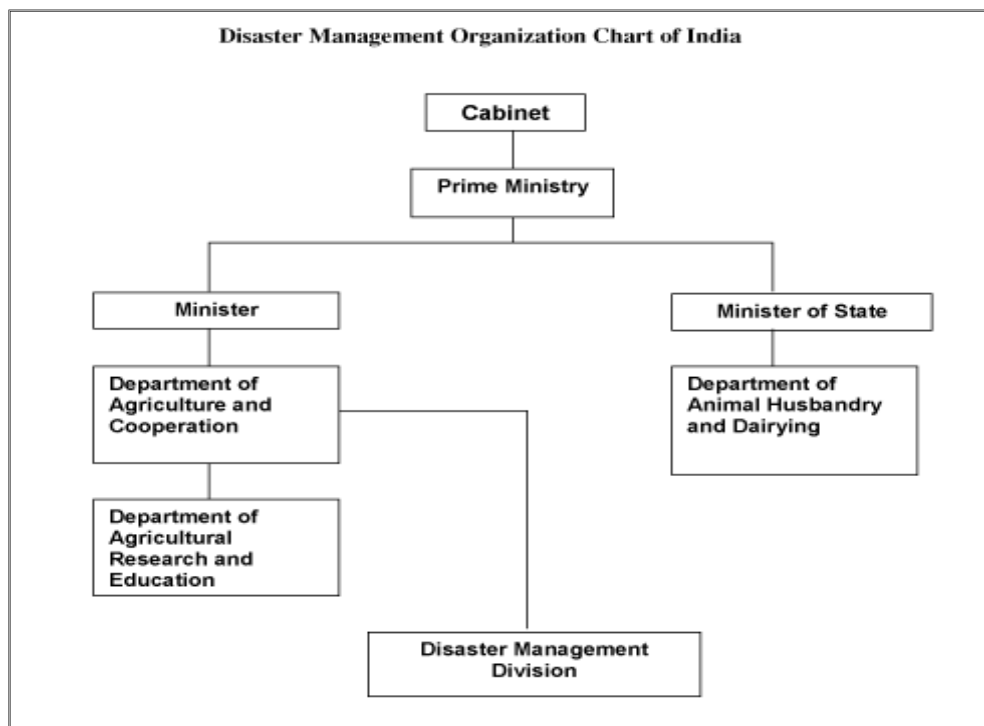 Disaster Management Organization Chart of India
Cabinet
Prime Ministry
Minister
Minister of State
Department of
Agriculture and
Cooperation
Department of
Animal Husbandry
and Dairying
Department of
Agricultural
Research and
Education
Disaster Management
Division